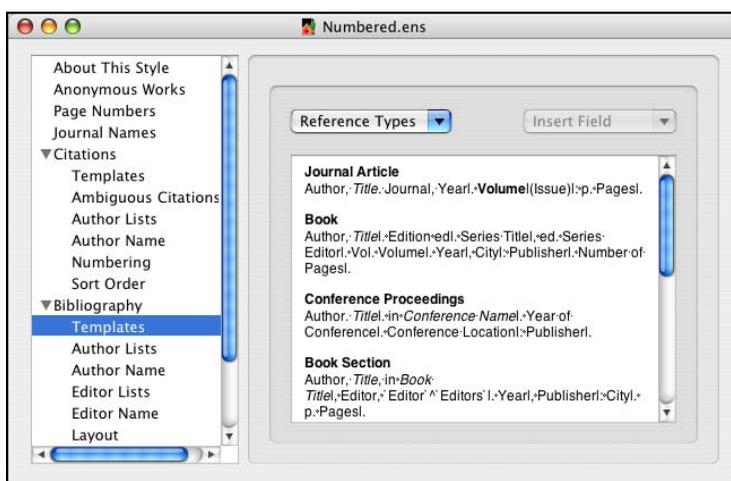 Numbered.ens
About This Style
Anonymous Works
Page Numbers
Journal Names
▼Citations
Templates
Ambiguous Citations
Author Lists
Author Name
Numbering
Sort Order
▼Bibliography
Templates
Author Lists
Author Name
Editor Lists
Editor Name
Layout
Reference Types
Insert Field
Journal Article
Author,·Title.·Journal,·Year|.⋄Volume|(Issue)|:⋄p.⋄Pages|.
Book
Author,·Title|.⋄Edition⋄ed|.⋄Series·Title|,⋄ed.⋄Series·
Editor|.⋄Vol.⋄Volume|.⋄Year|,⋄City|:⋄Publisher|.⋄Number·of·
Pages|.
Conference Proceedings
Author.·Title|.⋄in⋄Conference·Name|.⋄Year·of·
Conference|.⋄Conference·Location|:⋄Publisher|.
Book Section
Author,·Title,·in⋄Book·
Title|,⋄Editor,⋄`Editor`^`Editors`|.⋄Year|,⋄Publisher|:⋄City|.⋄
p.⋄Pages|.